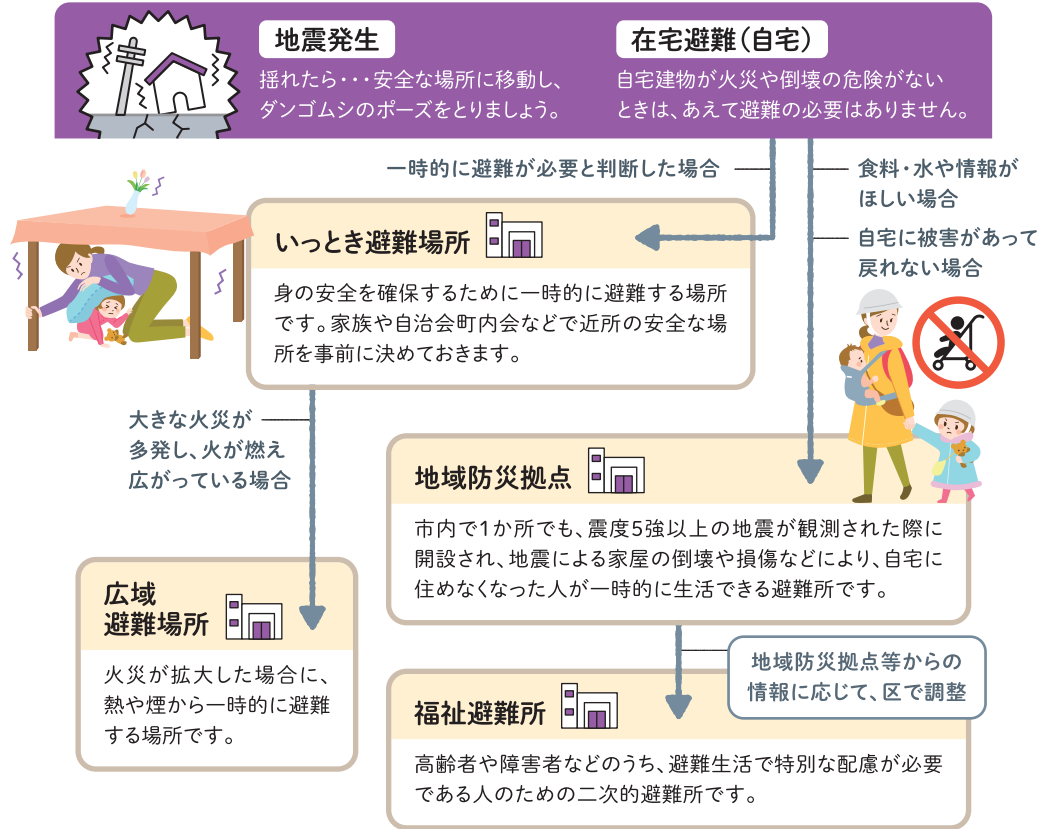 地震発生
揺れたら・・・安全な場所に移動し、
ダンゴムシのポーズをとりましょう。
在宅避難(自宅)
自宅建物が火災や倒壊の危険がない
ときは、あえて避難の必要はありません。
一時的に避難が必要と判断した場合
食料・水や情報が
ほしい場合
自宅に被害があって
戻れない場合
いっとき避難場所
身の安全を確保するために一時的に避難する場所
です。家族や自治会町内会などで近所の安全な場
所を事前に決めておきます。
大きな火災が
多発し、火が燃え
広がっている場合
地域防災拠点
市内で1か所でも、震度5強以上の地震が観測された際に
開設され、地震による家屋の倒壊や損傷などにより、自宅に
住めなくなった人が一時的に生活できる避難所です。
広域
避難場所
火災が拡大した場合に、
熱や煙から一時的に避難
する場所です。
地域防災拠点等からの
情報に応じて、区で調整
福祉避難所
高齢者や障害者などのうち、避難生活で特別な配慮が必要
である人のための二次的避難所です。